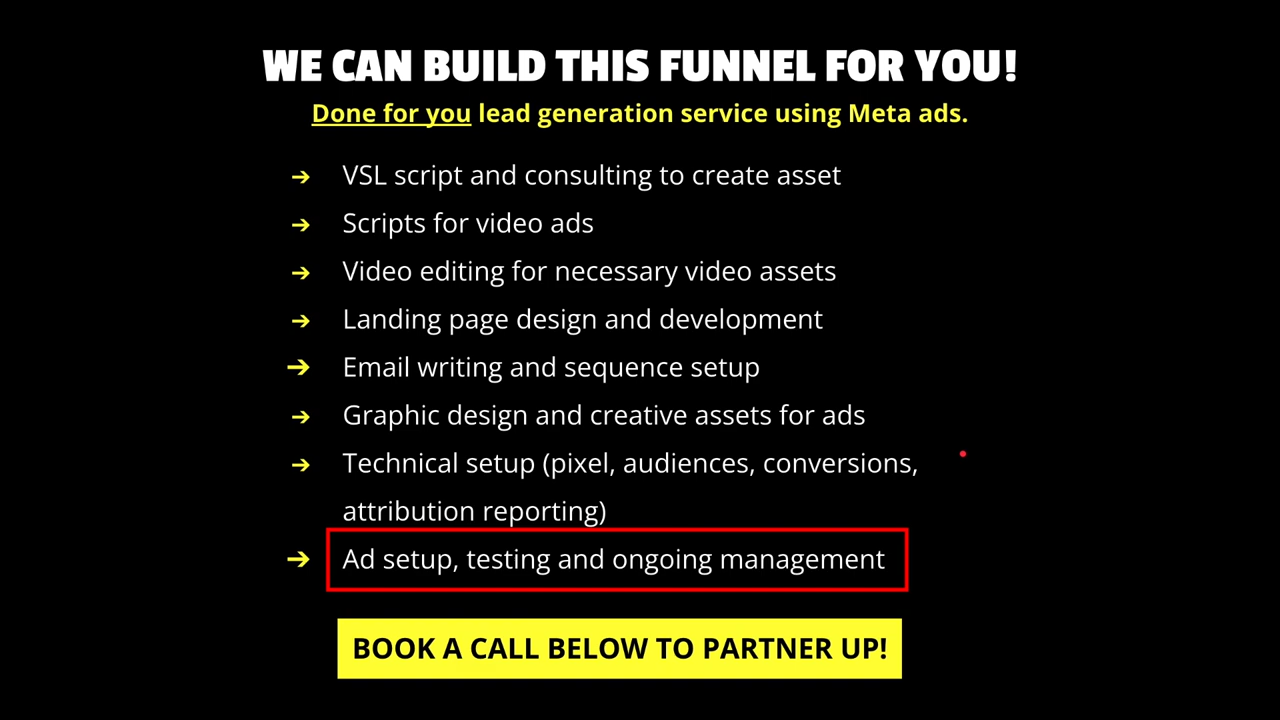 WE CAN BUILD THIS FUNNEL FOR YOU!
Done for you lead generation service using Meta ads.
➔ VSL script and consulting to create asset
➔ Scripts for video ads
➔ Video editing for necessary video assets
➔ Landing page design and development
➔ Email writing and sequence setup
➔ Graphic design and creative assets for ads
➔ Technical setup (pixel, audiences, conversions,
attribution reporting)
➔ Ad setup, testing and ongoing management
BOOK A CALL BELOW TO PARTNER UP!